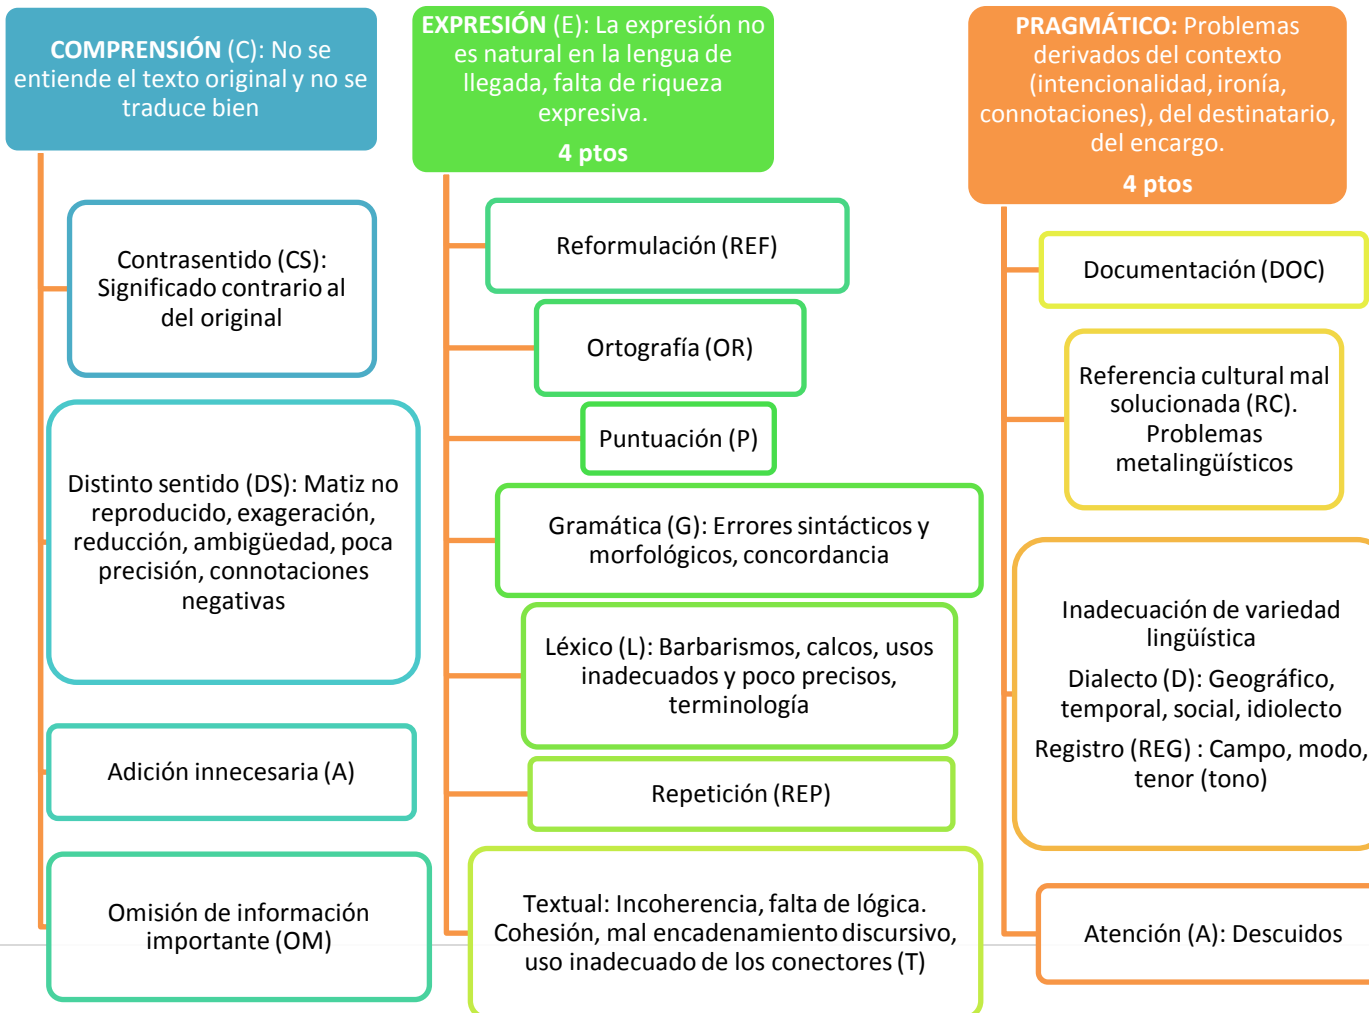 COMPRENSIÓN (C): No se
entiende el texto original y no se
traduce bien
Contrasentido (CS):
Significado contrario al
del original
Distinto sentido (DS): Matiz no
reproducido, exageración,
reducción, ambigüedad, poca
precisión, connotaciones
negativas
Adición innecesaria (A)
Omisión de información
importante (OM)
EXPRESIÓN (E): La expresión no
es natural en la lengua de
llegada, falta de riqueza
expresiva.
4 ptos
Reformulación (REF)
Ortografía (OR)
Puntuación (P)
Gramática (G): Errores sintácticos y
morfológicos, concordancia
Léxico (L): Barbarismos, calcos, usos
inadecuados y poco precisos,
terminología
Repetición (REP)
Textual: Incoherencia, falta de lógica.
Cohesión, mal encadenamiento discursivo,
uso inadecuado de los conectores (T)
PRAGMÁTICO: Problemas
derivados del contexto
(intencionalidad, ironía,
connotaciones), del destinatario,
del encargo.
4 ptos
Documentación (DOC)
Referencia cultural mal
solucionada (RC).
Problemas
metalingüísticos
Inadecuación de variedad
lingüística
Dialecto (D): Geográfico,
temporal, social, idiolecto
Registro (REG) : Campo, modo,
tenor (tono)
Atención (A): Descuidos